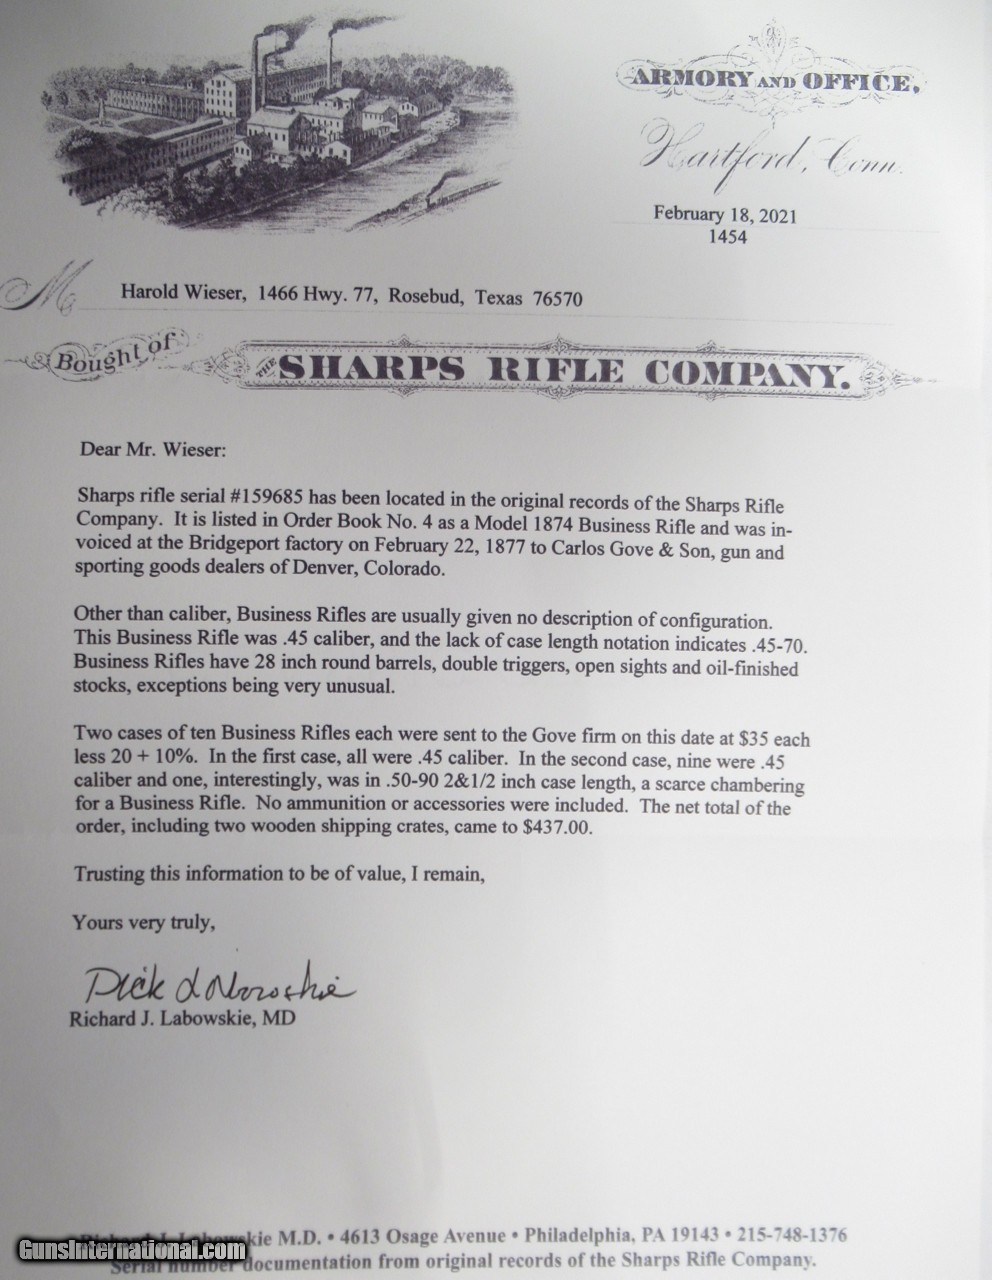 ARMORY AND OFFICE,
Hartford, Conn.
February 18, 2021
1454
M
Harold Wieser, 1466 Hwy. 77, Rosebud, Texas 76570
Bought of
THE SHARPS RIFLE COMPANY.
Dear Mr. Wieser:
Sharps rifle serial #159685 has been located in the original records of the Sharps Rifle
Company. It is listed in Order Book No. 4 as a Model 1874 Business Rifle and was in-
voiced at the Bridgeport factory on February 22, 1877 to Carlos Gove & Son, gun and
sporting goods dealers of Denver, Colorado.
Other than caliber, Business Rifles are usually given no description of configuration.
This Business Rifle was .45 caliber, and the lack of case length notation indicates .45-70.
Business Rifles have 28 inch round barrels, double triggers, open sights and oil-finished
stocks, exceptions being very unusual.
Two cases of ten Business Rifles each were sent to the Gove firm on this date at $35 each
less 20 + 10%. In the first case, all were .45 caliber. In the second case, nine were .45
caliber and one, interestingly, was in .50-90 2&1/2 inch case length, a scarce chambering
for a Business Rifle. No ammunition or accessories were included. The net total of the
order, including two wooden shipping crates, came to $437.00.
Trusting this information to be of value, I remain,
Yours very truly,
Dick Labowskie
Richard J. Labowskie, MD
Richard J. Labowskie M.D. • 4613 Osage Avenue • Philadelphia, PA 19143 • 215-748-1376
Serial number documentation from original records of the Sharps Rifle Company.
GunsInternational.com